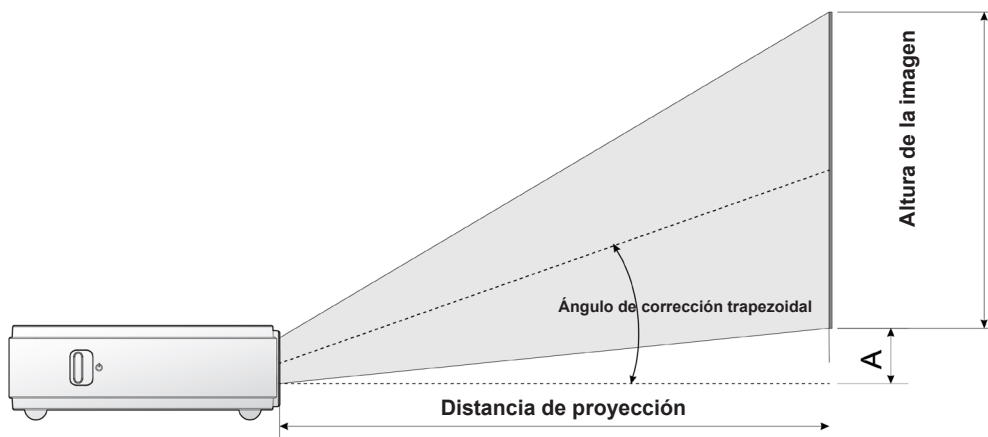 Altura de la imagen
Ángulo de corrección trapezoidal
A
Distancia de proyección